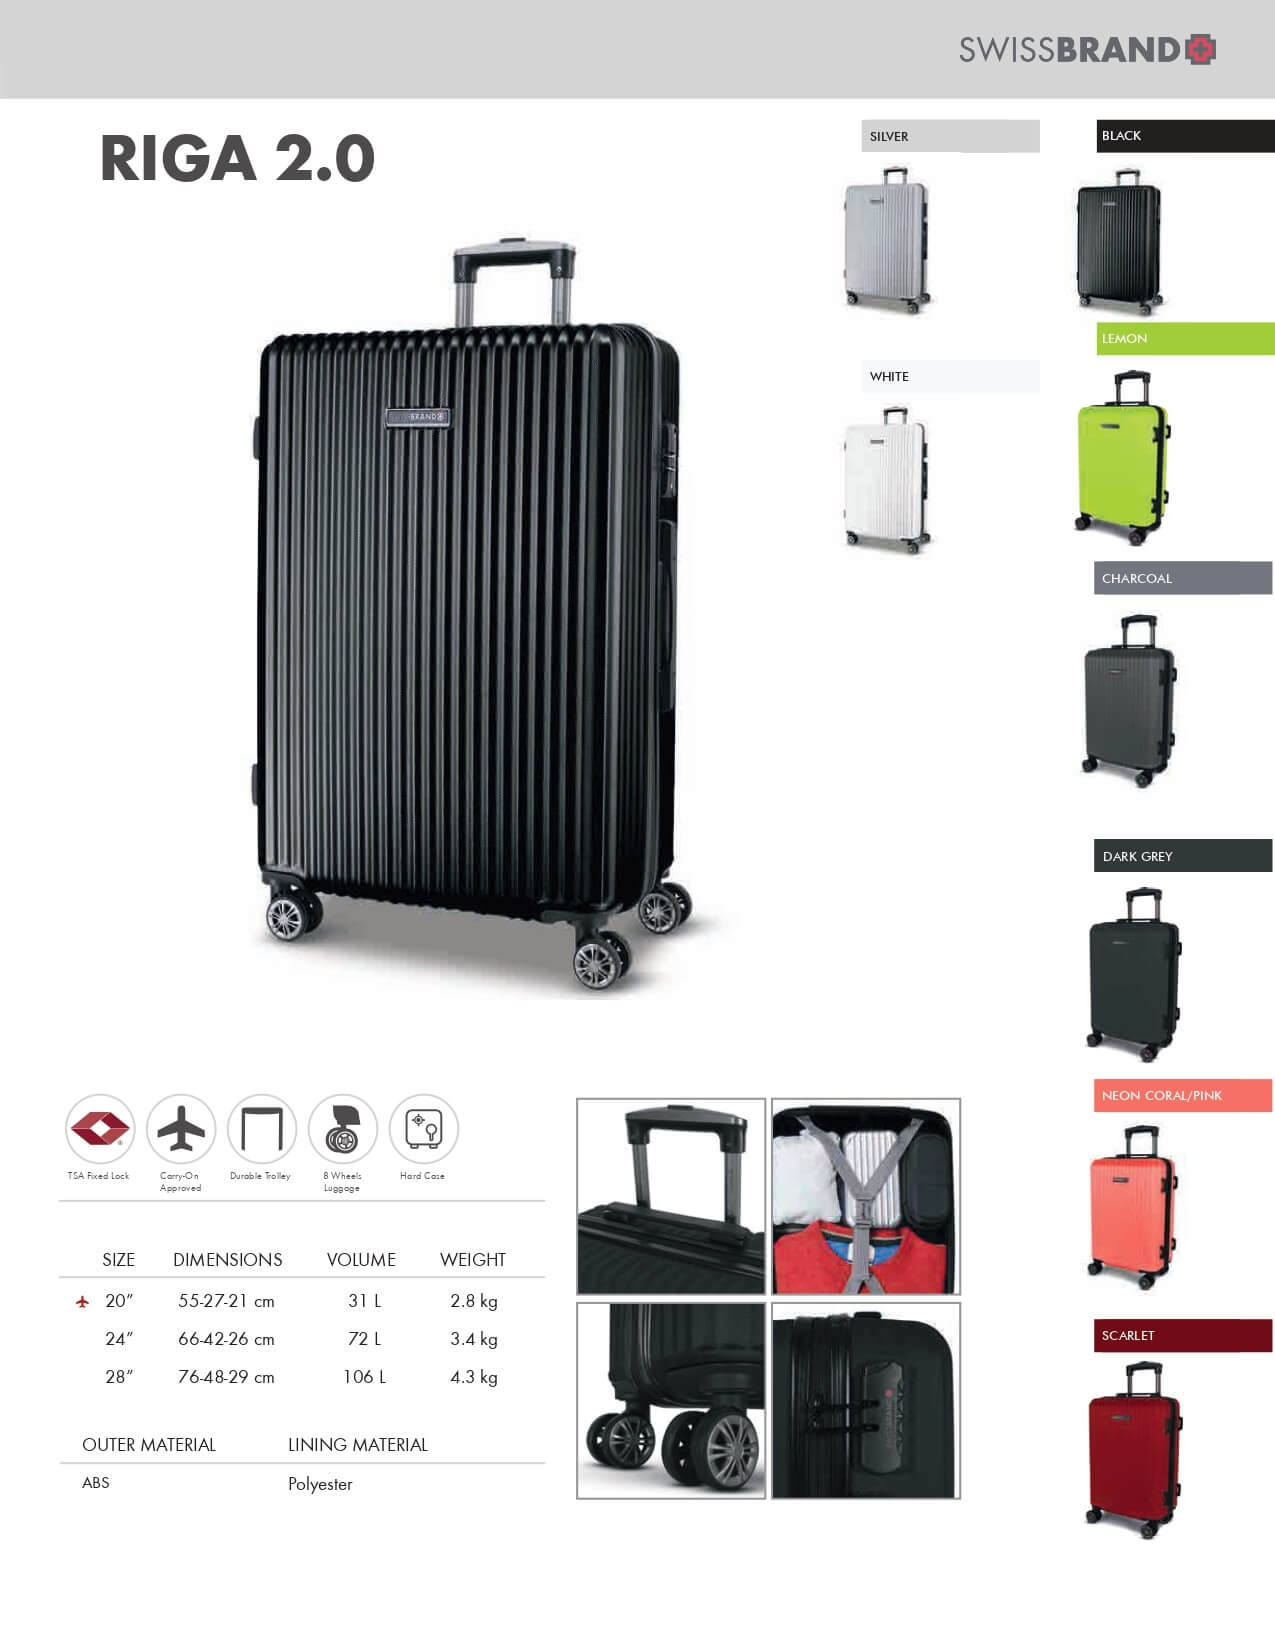 SWISSBRAND
RIGA 2.0
SILVER
BLACK
LEMON
WHITE
BRAND
CHARCOAL
DARK GREY
NEON CORAL/PINK
SCARLET
TSA Fixed Lock
Carry-On
Approved
Durable Trolley
8 Wheels
Luggage
Hard Case
SIZE DIMENSIONS VOLUME WEIGHT
20” 55-27-21 cm 31 L 2.8 kg
24” 66-42-26 cm 72 L 3.4 kg
28” 76-48-29 cm 106 L 4.3 kg
OUTER MATERIAL LINING MATERIAL
ABS Polyester
SWISSBRAND